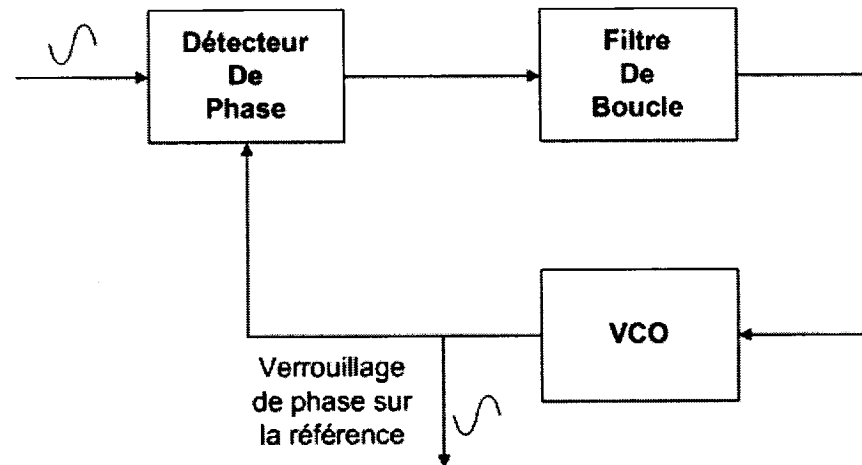 Détecteur
De
Phase
Filtre
De
Boucle
VCO
Verrouillage
de phase sur
la référence